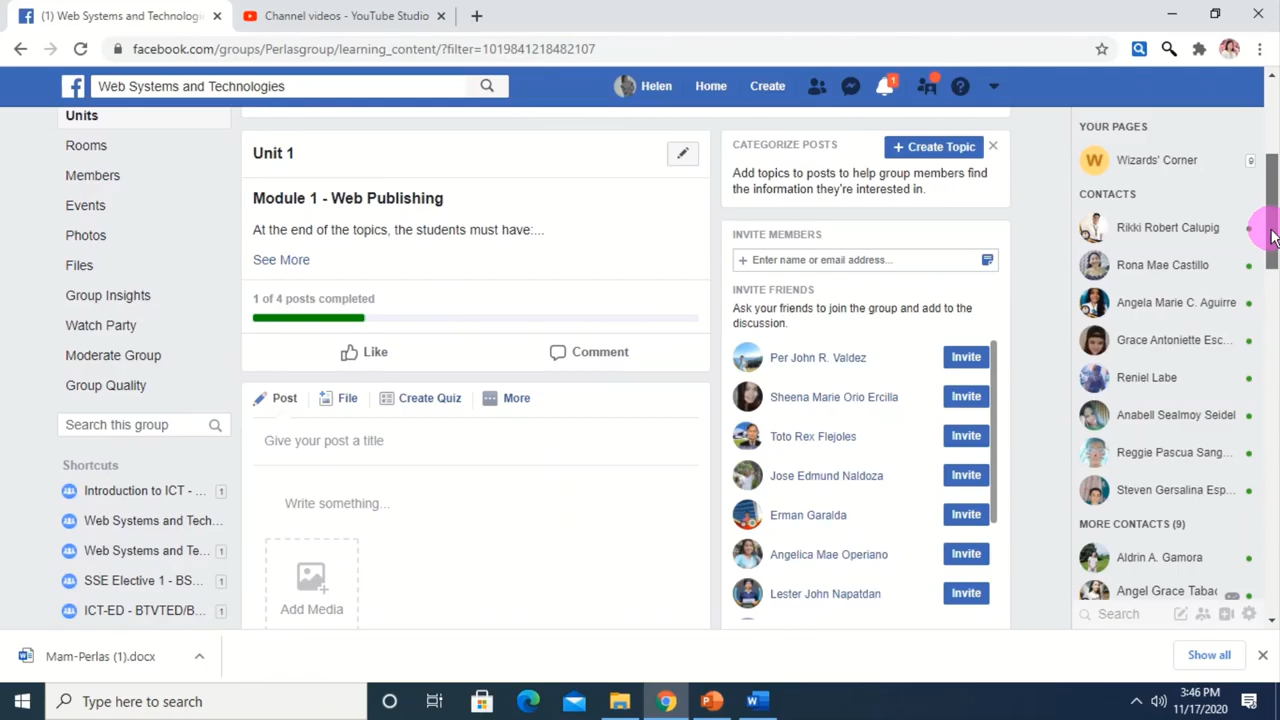 (1) Web Systems and Technologi
Channel videos - YouTube Studio
facebook.com/groups/Perlasgroup/learning_content/?filter=1019841218482107
Web Systems and Technologies
Helen
Home
Create
1
Units
Rooms
Members
Events
Photos
Files
Group Insights
Watch Party
Moderate Group
Group Quality
Search this group
Shortcuts
Introduction to ICT - ... 1
Web Systems and Tech...
Web Systems and Te... 1
SSE Elective 1 - BS... 1
ICT-ED - BTVTED/B... 1
Unit 1
Module 1 - Web Publishing
At the end of the topics, the students must have:...
See More
1 of 4 posts completed
Like
Comment
Post
File
Create Quiz
More
Give your post a title
Write something...
Add Media
CATEGORIZE POSTS
+ Create Topic
Add topics to posts to help group members find
the information they're interested in.
INVITE MEMBERS
+ Enter name or email address...
INVITE FRIENDS
Ask your friends to join the group and add to the
discussion.
Per John R. Valdez Invite
Sheena Marie Orio Ercilla Invite
Toto Rex Flejoles Invite
Jose Edmund Naldoza Invite
Erman Garalda Invite
Angelica Mae Operiano Invite
Lester John Napatdan Invite
YOUR PAGES
W Wizards' Corner 9
CONTACTS
Rikki Robert Calupig
Rona Mae Castillo
Angela Marie C. Aguirre
Grace Antoniette Esc...
Reniel Labe
Anabell Sealmoy Seidel
Reggie Pascua Sang...
Steven Gersalina Esp...
MORE CONTACTS (9)
Aldrin A. Gamora
Angel Grace Tabac
Search
Mam-Perlas (1).docx
Show all
Type here to search
3:46 PM
11/17/2020